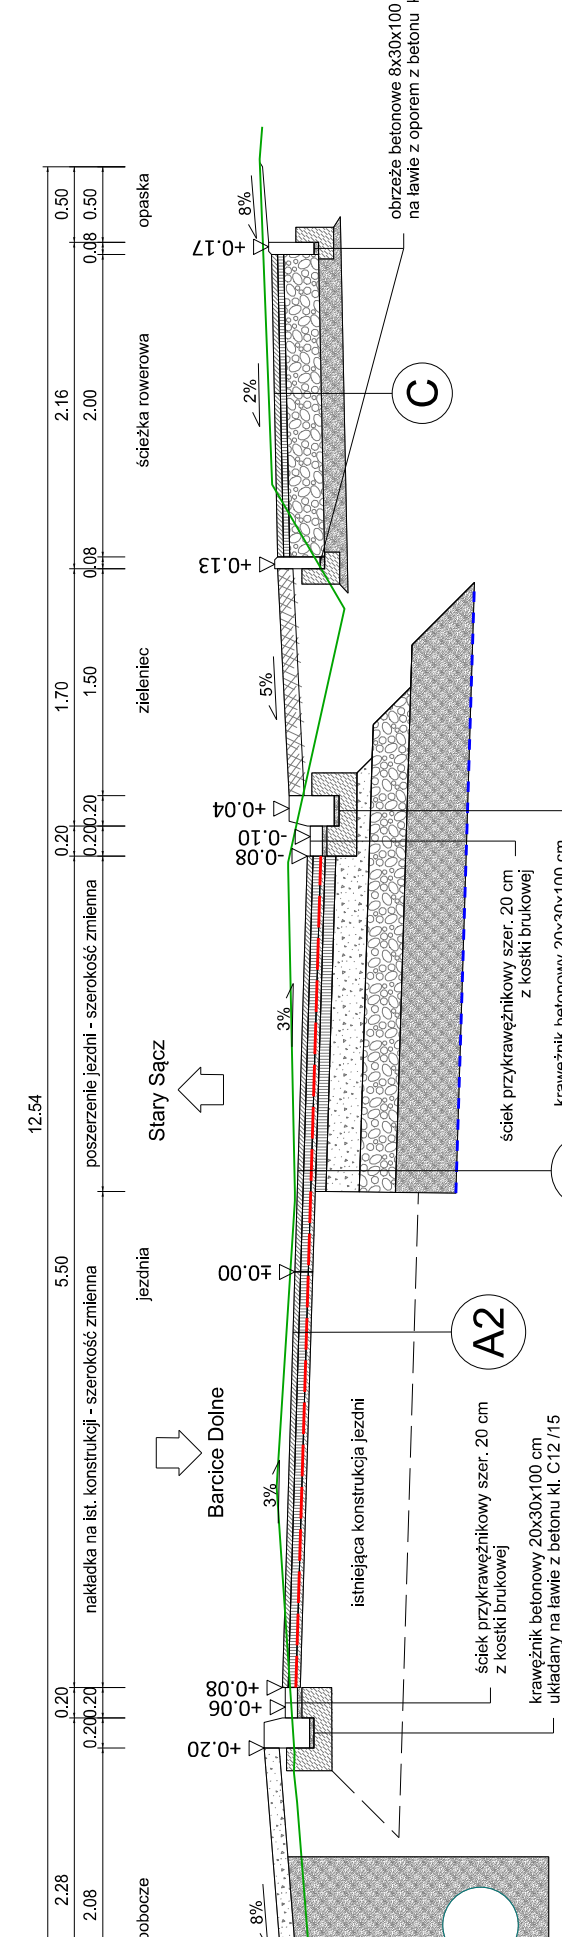 12.54
2.28
0.20
5.50
0.20
1.70
2.16
0.50
2.08
0.20
0.20
nakładka na ist. konstrukcji - szerokość zmienna
poszerzenie jezdni - szerokość zmienna
0.20
0.20
1.50
0.08
2.00
0.08
0.50
pobocze
jezdnia
zieleniec
ścieżka rowerowa
opaska
Barcice Dolne
Stary Sącz
+0.20
+0.06
+0.08
±0.00
-0.08
-0.10
+0.04
+0.13
+0.17
8%
3%
3%
5%
2%
8%
A2
C
istniejąca konstrukcja jezdni
ściek przykrawężnikowy szer. 20 cm
z kostki brukowej
krawężnik betonowy 20x30x100 cm
układany na ławie z betonu kl. C12 /15
ściek przykrawężnikowy szer. 20 cm
z kostki brukowej
krawężnik betonowy 20x30x100 cm
obrzeże betonowe 8x30x100
na ławie z oporem z betonu